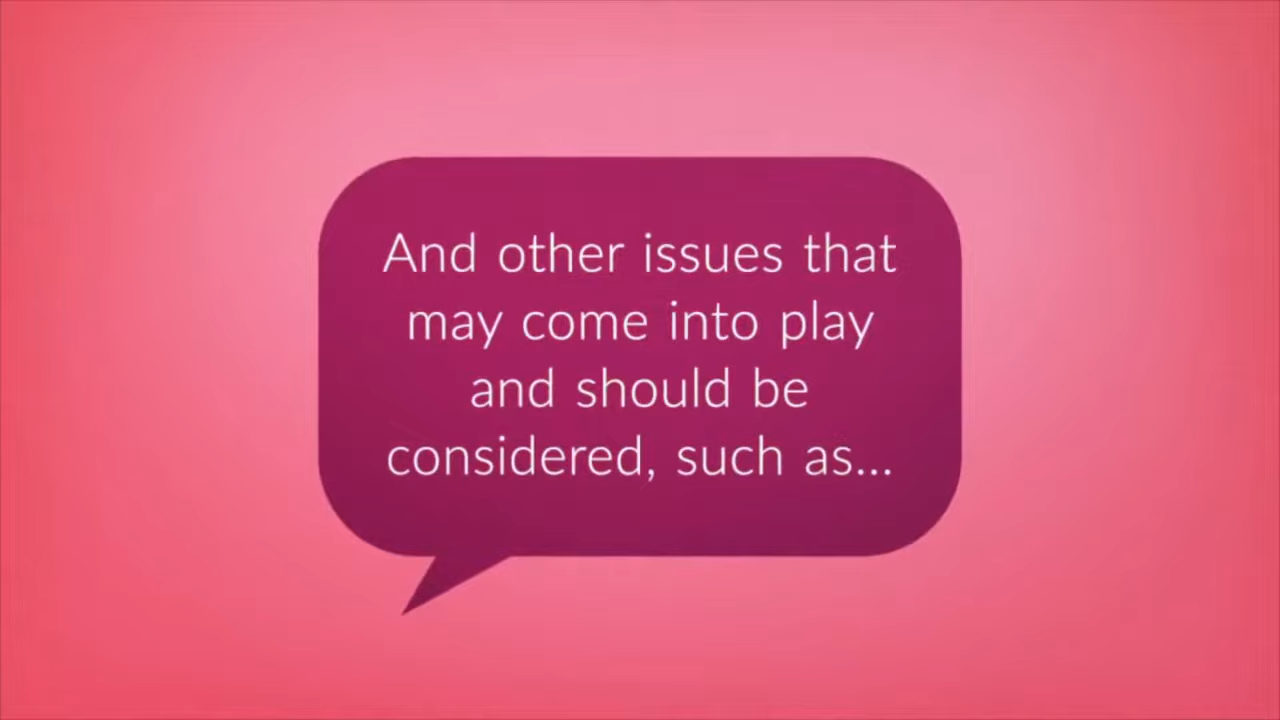 And other issues that
may come into play
and should be
considered, such as...